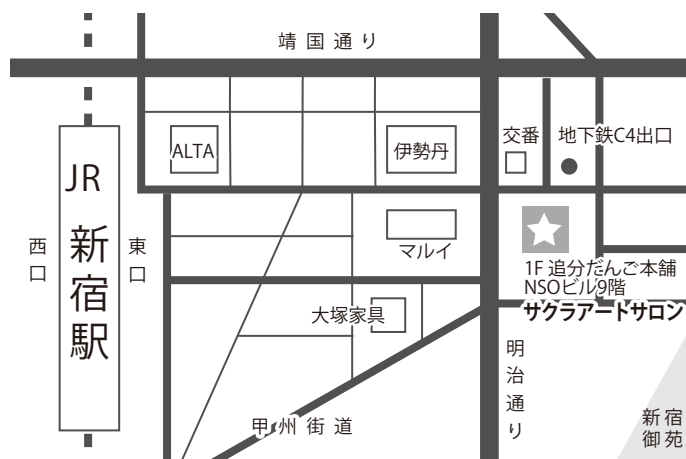 靖国通り
ALTA
伊勢丹
交番
地下鉄C4出口
JR
新宿駅
西口
東口
マルイ
1F 追分だんご本舗
NSOビル9階
サクラアートサロン
大塚家具
明治通り
甲州街道
新宿
御苑